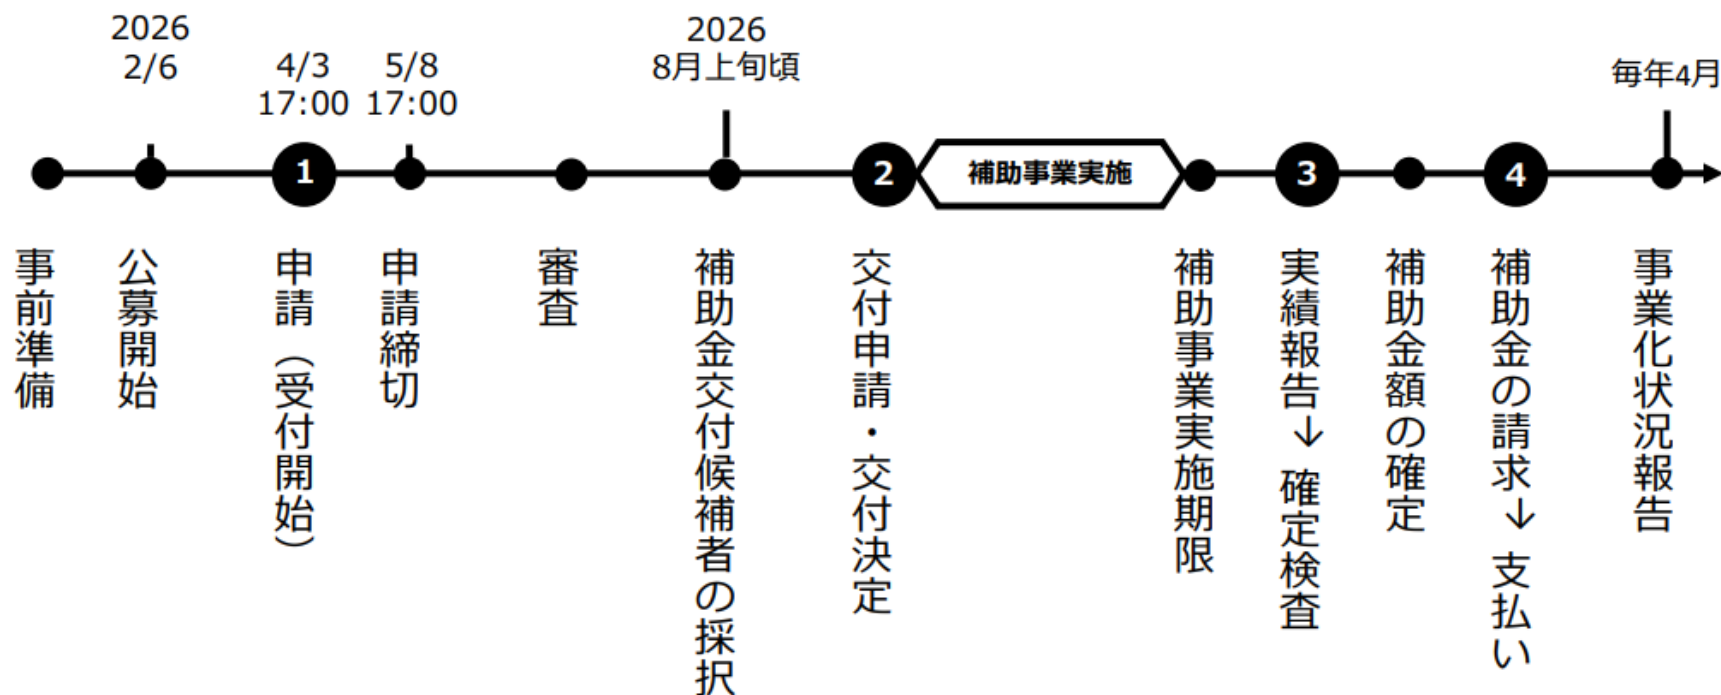 2026
2/6
4/3
17:00
5/8
17:00
2026
8月上旬頃
毎年4月
1
2
補助事業実施
3
4
事前準備
公募開始
申請（受付開始）
申請締切
審査
補助金交付候補者の採択
交付申請・交付決定
補助事業実施期限
実績報告→確定検査
補助金額の確定
補助金の請求→支払い
事業化状況報告